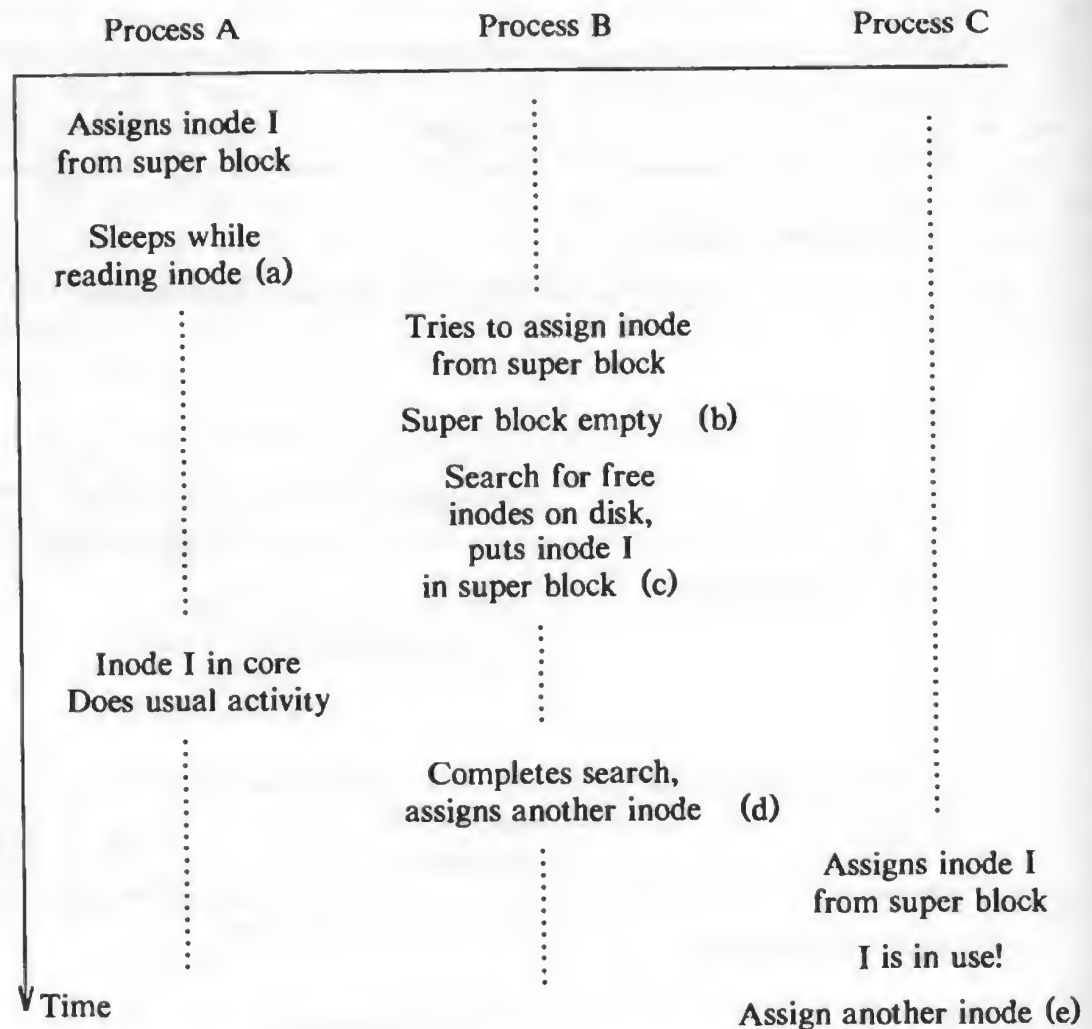 Process A
Process B
Process C
Assigns inode I
from super block
Sleeps while
reading inode (a)
Tries to assign inode
from super block
Super block empty (b)
Search for free
inodes on disk,
puts inode I
in super block (c)
Inode I in core
Does usual activity
Completes search,
assigns another inode (d)
Assigns inode I
from super block
I is in use!
Assign another inode (e)
Time